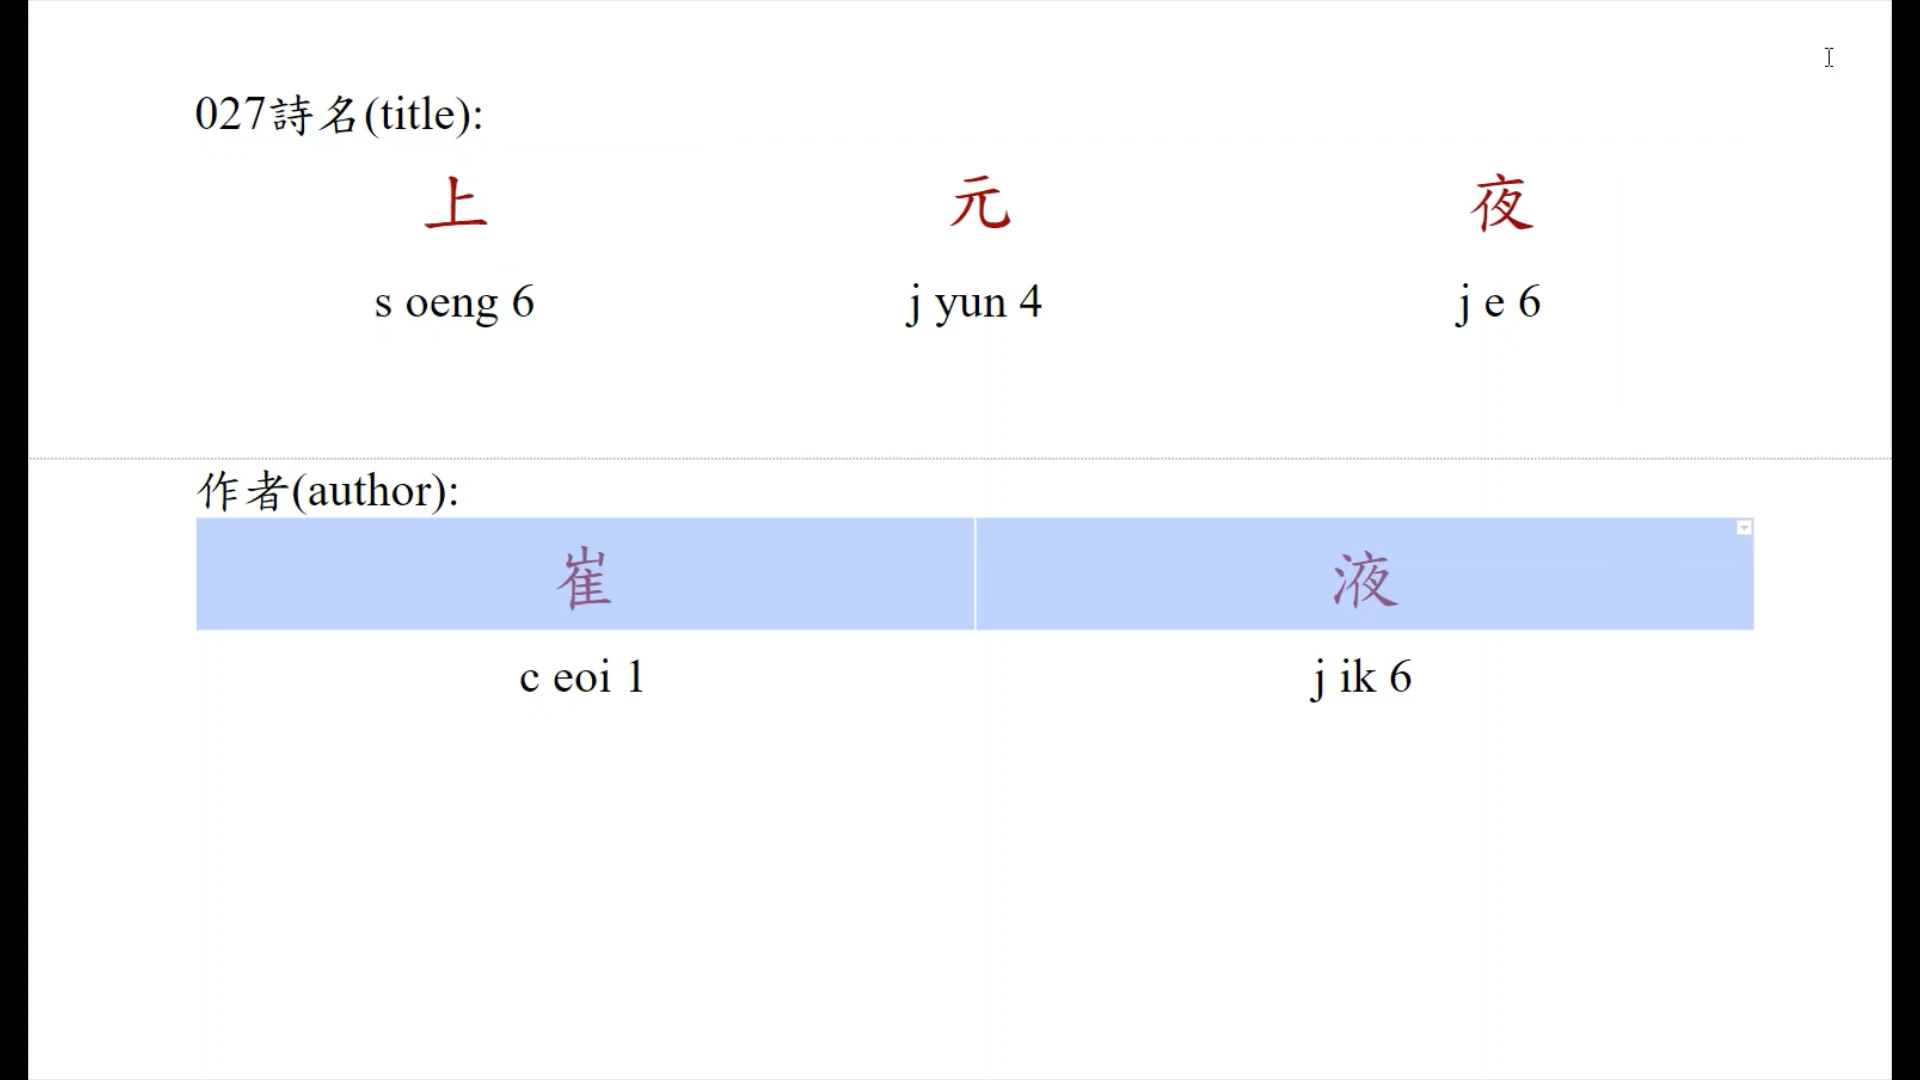 027詩名(title):
上 元 夜
s oeng 6 j yun 4 j e 6
作者(author):
崔 液
c eoi 1 j ik 6